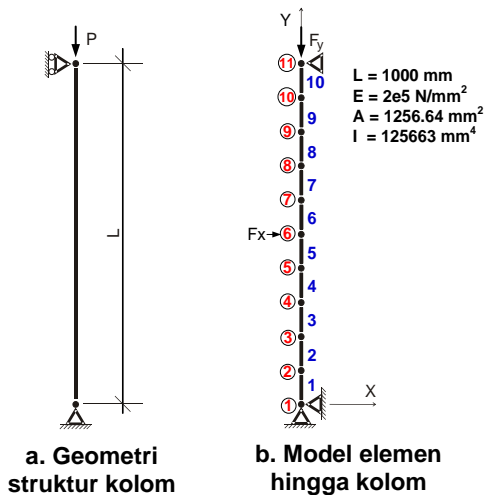 P
L
a. Geometri
struktur kolom
Y
Fy
11
10
10
9
9
8
8
7
7
6
Fx
6
5
5
4
4
3
3
2
2
1
1
X
L = 1000 mm
E = 2e5 N/mm²
A = 1256.64 mm²
I = 125663 mm⁴
b. Model elemen
hingga kolom